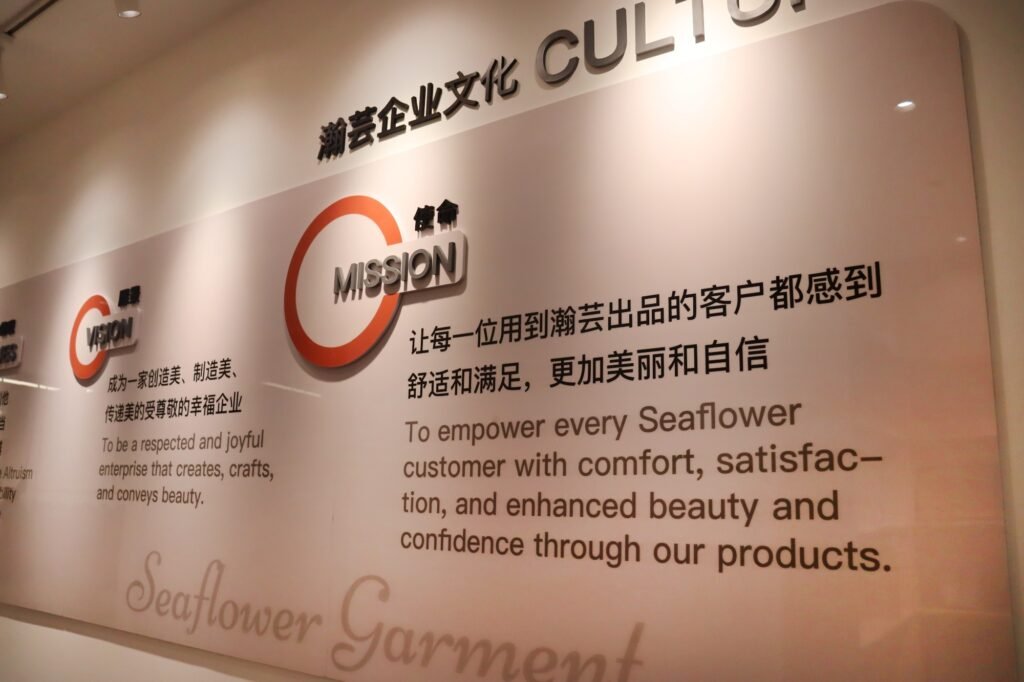 瀚芸企业文化 CULTU
使命
MISSION
让每一位用到瀚芸出品的客户都感到
舒适和满足，更加美丽和自信
To empower every Seaflower
customer with comfort, satisfac-
tion, and enhanced beauty and
confidence through our products.
愿景
VISION
成为一家创造美、制造美、
传递美的受尊敬的幸福企业
To be a respected and joyful
enterprise that creates, crafts,
and conveys beauty.
Altruism
Seaflower Garment